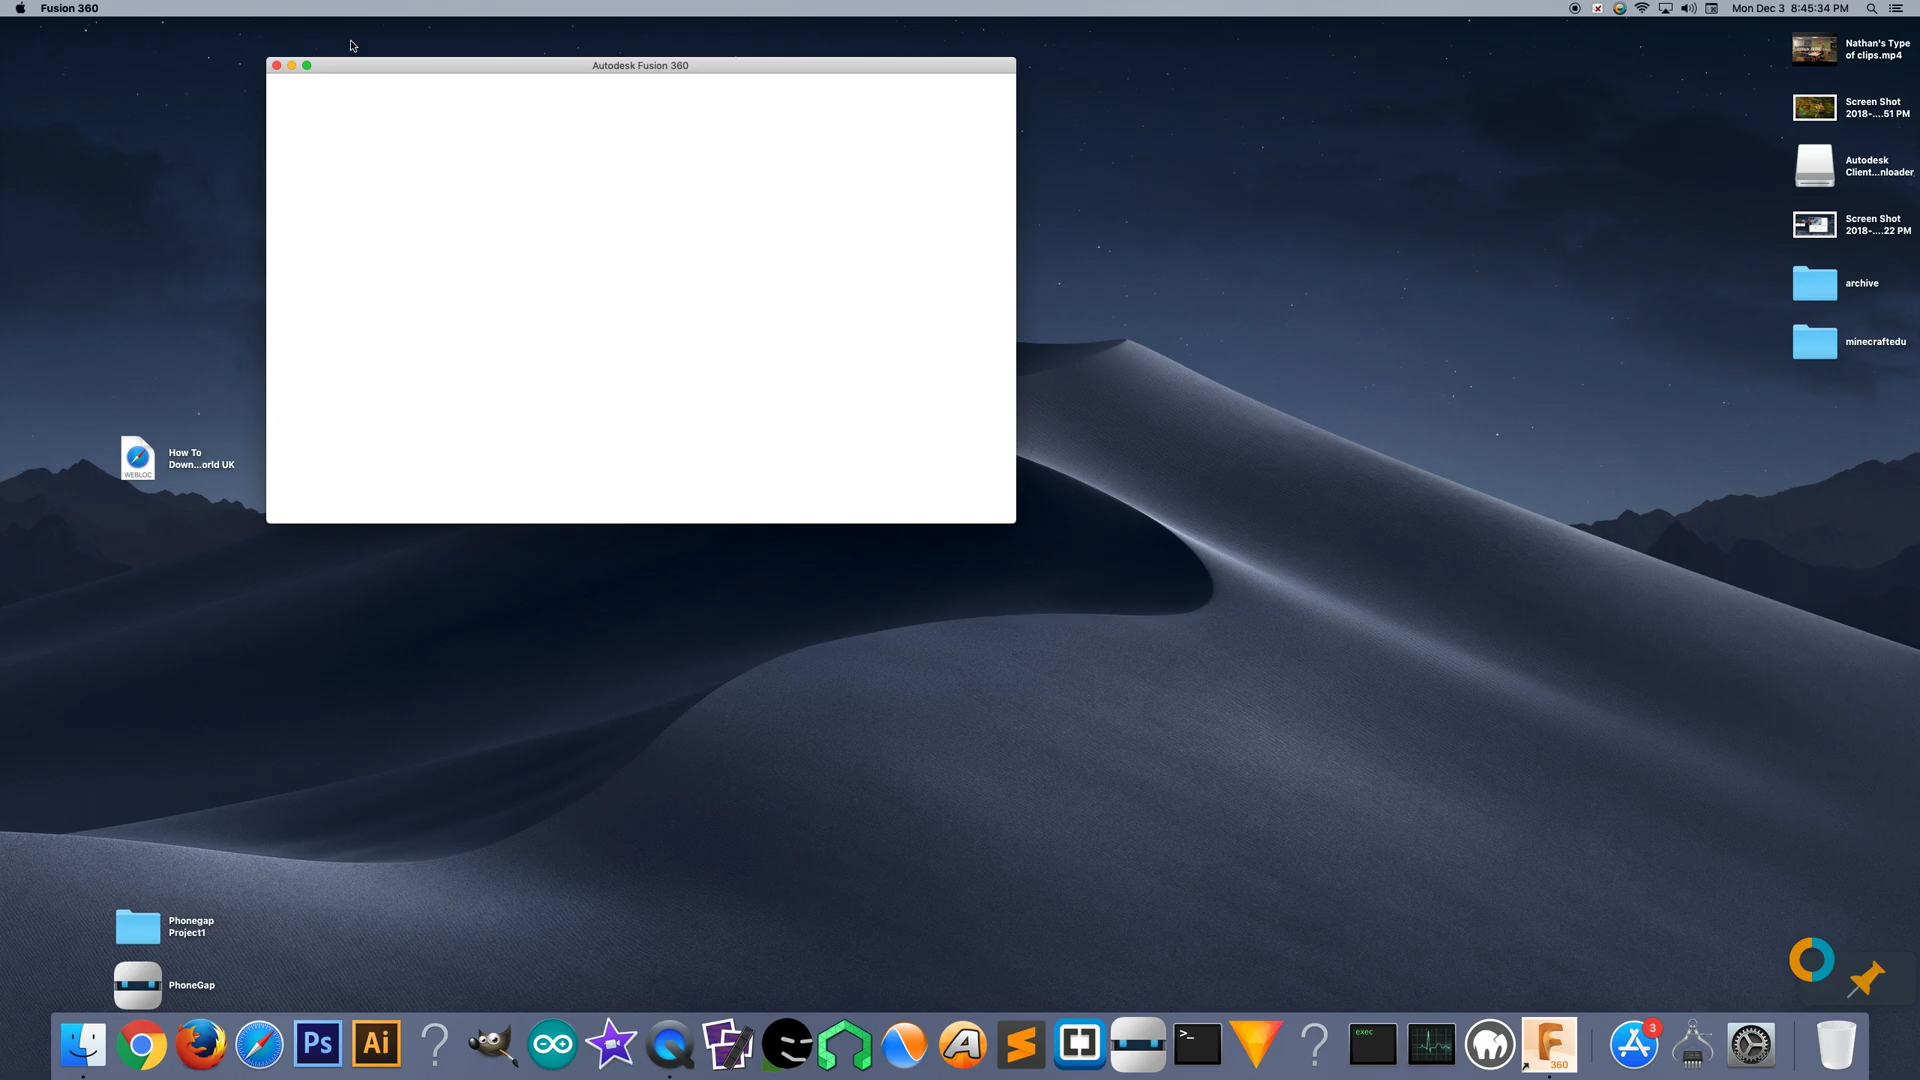 Fusion 360
Mon Dec 3 8:45:34 PM
Autodesk Fusion 360
Nathan's Type
of clips.mp4
Screen Shot
2018-....51 PM
Autodesk
Client...nloader
Screen Shot
2018-....22 PM
archive
minecraftedu
WEBLOC
How To
Down...orld UK
Phonegap
Project1
PhoneGap
Ps
Ai
>_
exec
360
3